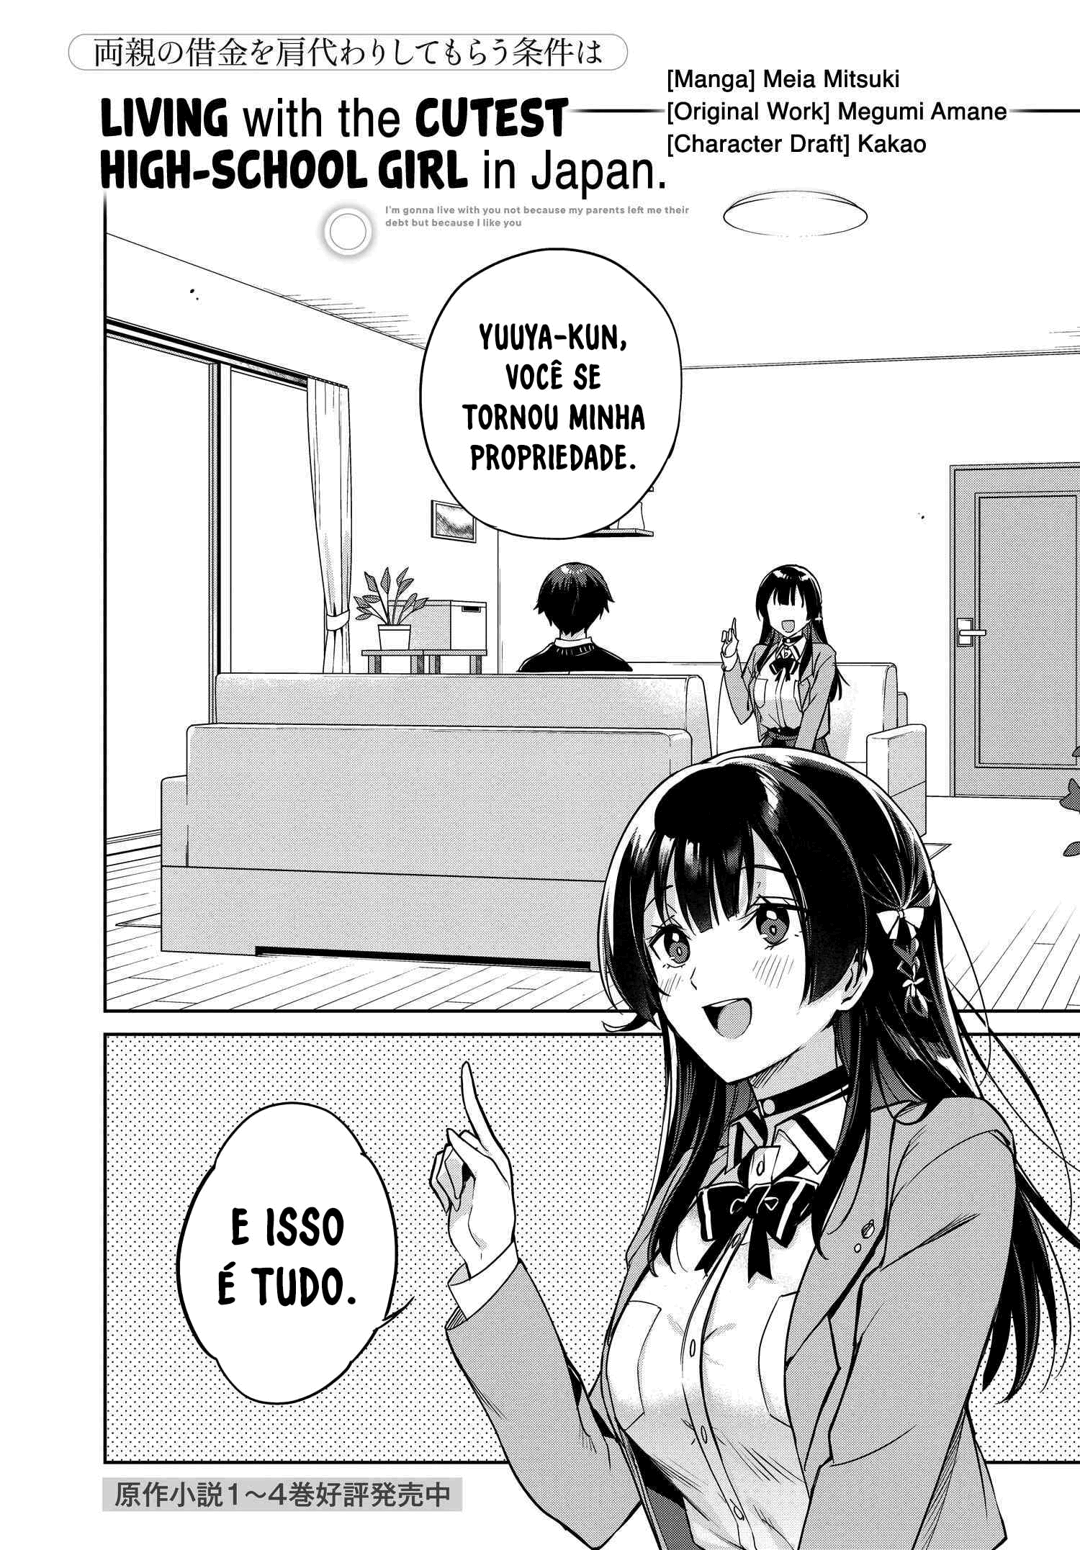 両親の借金を肩代わりしてもらう条件は
LIVING with the CUTEST
HIGH-SCHOOL GIRL in Japan.
[Manga] Meia Mitsuki
[Original Work] Megumi Amane
[Character Draft] Kakao
I'm gonna live with you not because my parents left me their
debt but because I like you
YUUYA-KUN,
VOCÊ SE
TORNOU MINHA
PROPRIEDADE.
E ISSO
É TUDO.
原作小説1～4巻好評発売中